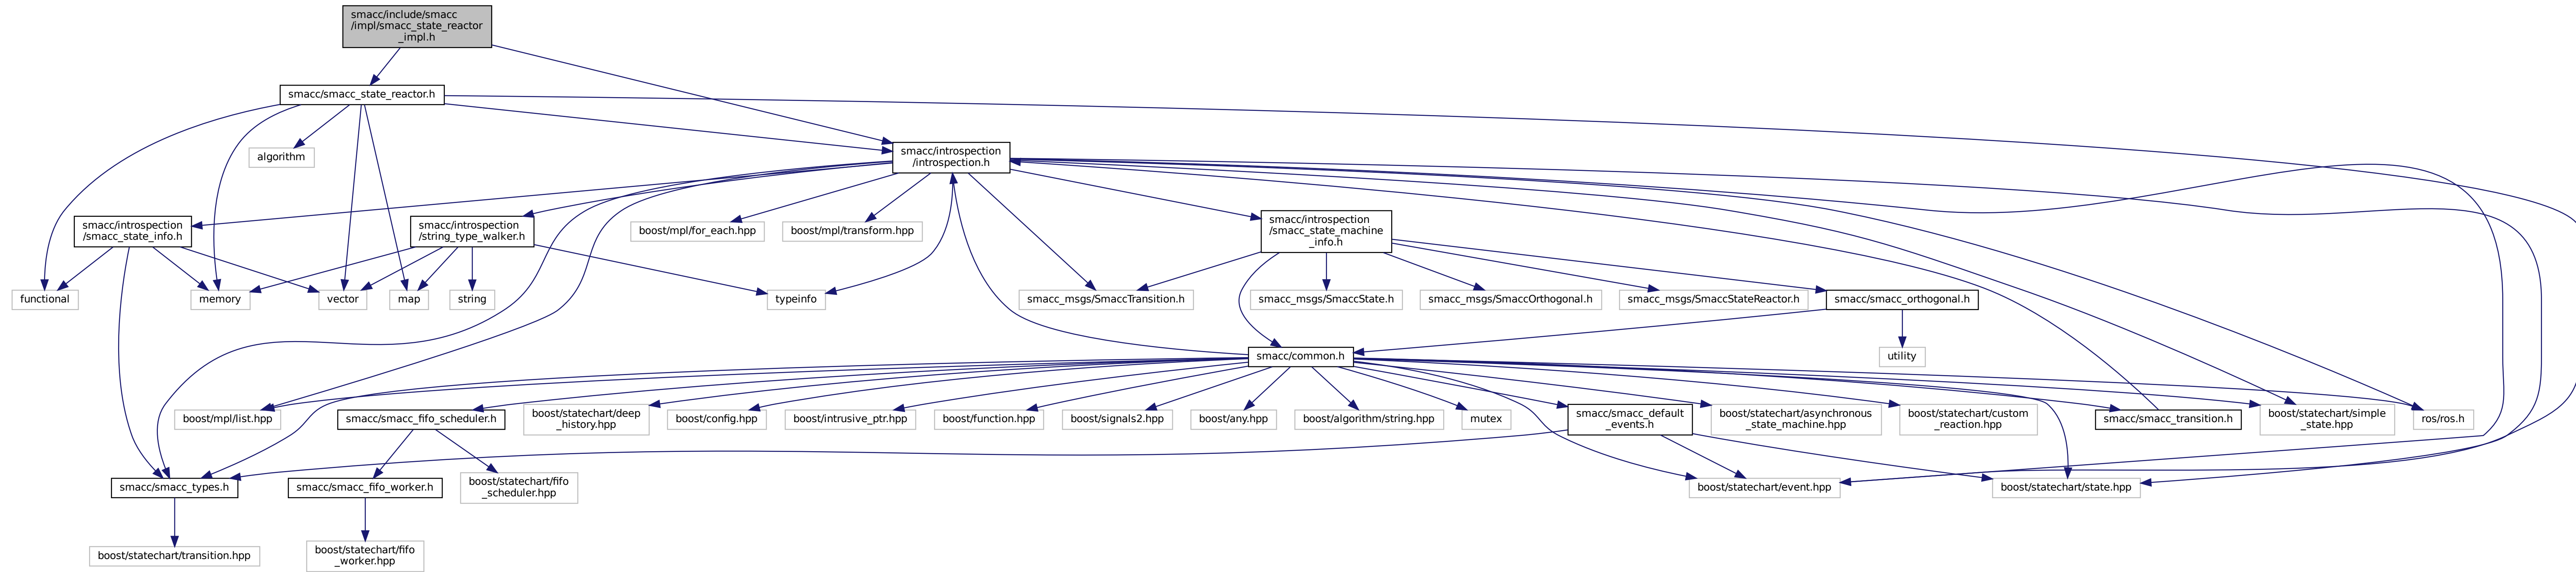 smacc/include/smacc
/impl/smacc_state_reactor
_impl.h
smacc/smacc_state_reactor.h
algorithm
smacc/introspection
/introspection.h
smacc/introspection
/smacc_state_info.h
smacc/introspection
/string_type_walker.h
boost/mpl/for_each.hpp
boost/mpl/transform.hpp
smacc/introspection
/smacc_state_machine
_info.h
functional
memory
vector
map
string
typeinfo
smacc_msgs/SmaccTransition.h
smacc_msgs/SmaccState.h
smacc_msgs/SmaccOrthogonal.h
smacc_msgs/SmaccStateReactor.h
smacc/smacc_orthogonal.h
smacc/common.h
utility
boost/mpl/list.hpp
smacc/smacc_fifo_scheduler.h
boost/statechart/deep
_history.hpp
boost/config.hpp
boost/intrusive_ptr.hpp
boost/function.hpp
boost/signals2.hpp
boost/any.hpp
boost/algorithm/string.hpp
mutex
smacc/smacc_default
_events.h
boost/statechart/asynchronous
_state_machine.hpp
boost/statechart/custom
_reaction.hpp
smacc/smacc_transition.h
boost/statechart/simple
_state.hpp
ros/ros.h
smacc/smacc_types.h
smacc/smacc_fifo_worker.h
boost/statechart/fifo
_scheduler.hpp
boost/statechart/event.hpp
boost/statechart/state.hpp
boost/statechart/transition.hpp
boost/statechart/fifo
_worker.hpp